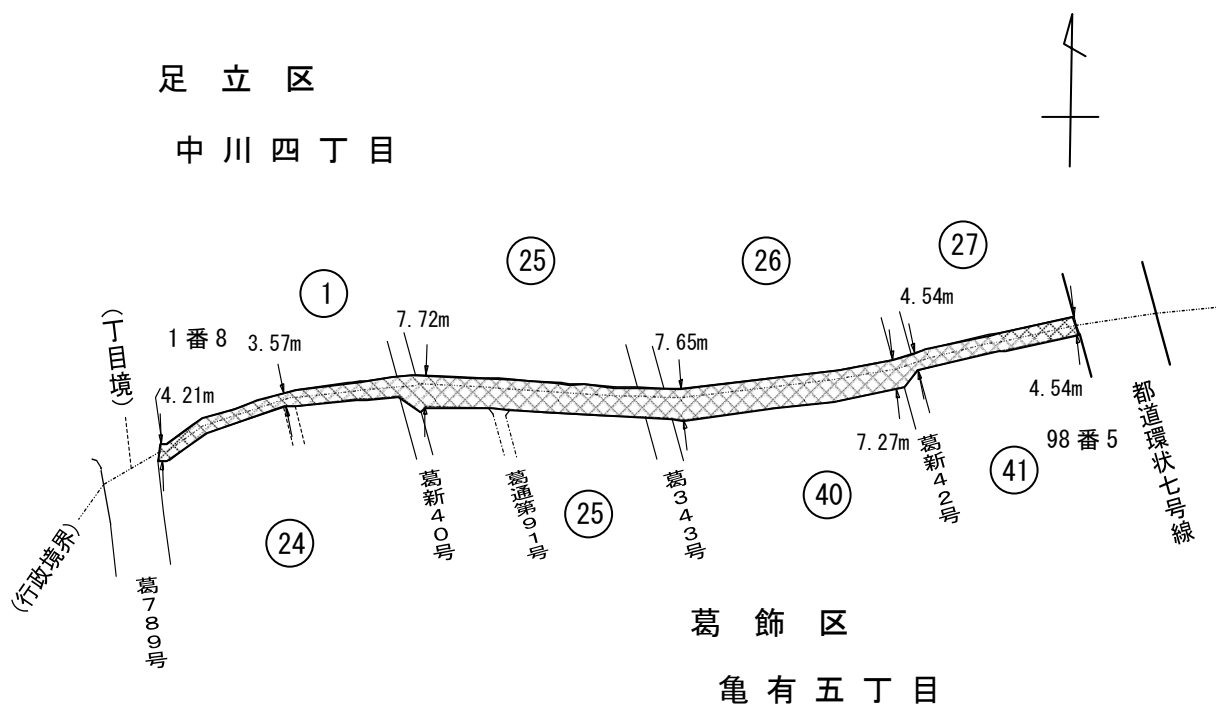 足立区
中川四丁目
27
25
26
1
4.54m
7.72m
(丁目境)
1番8
3.57m
7.65m
4.21m
4.54m
都道環状七号線
7.27m
98番5
葛新42号
41
葛新40号
葛通第91号
25
葛343号
40
24
(行政境界)
葛789号
葛飾区
亀有五丁目